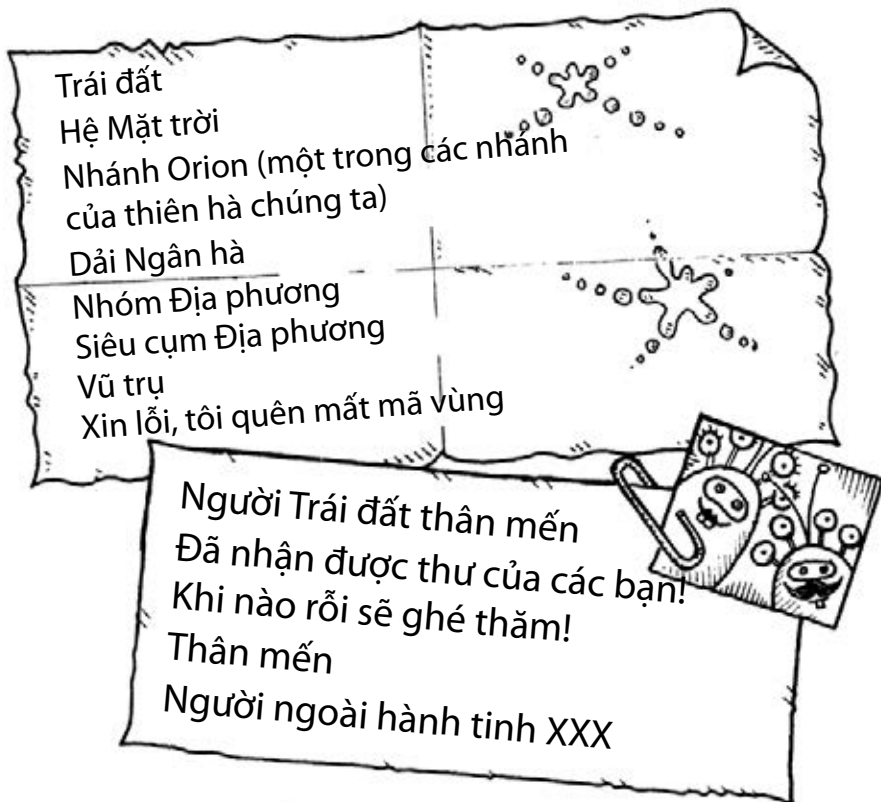 Trái đất
Hệ Mặt trời
Nhánh Orion (một trong các nhánh
của thiên hà chúng ta)
Dải Ngân hà
Nhóm Địa phương
Siêu cụm Địa phương
Vũ trụ
Xin lỗi, tôi quên mất mã vùng
Người Trái đất thân mến
Đã nhận được thư của các bạn!
Khi nào rỗi sẽ ghé thăm!
Thân mến
Người ngoài hành tinh XXX